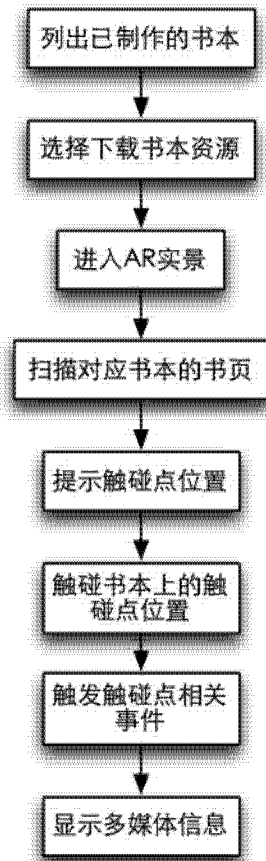 列出已制作的书本
选择下载书本资源
进入AR实景
扫描对应书本的书页
提示触碰点位置
触碰书本上的触
碰点位置
触发触碰点相关
事件
显示多媒体信息